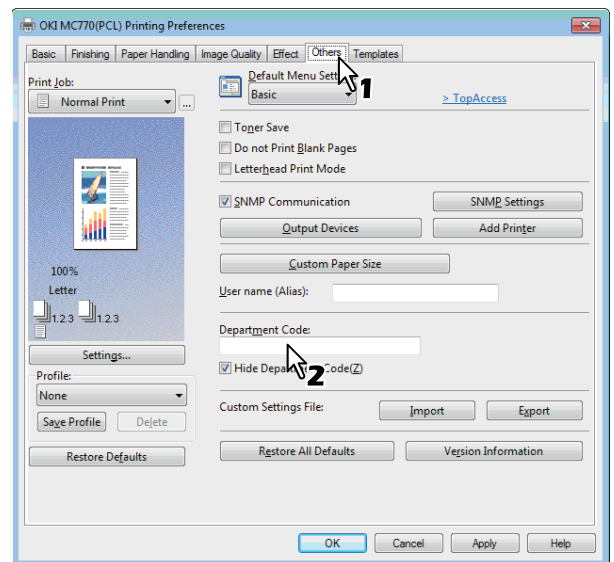 OKI MC770(PCL) Printing Preferences
Basic Finishing Paper Handling Image Quality Effect Others Templates
Print Job:
Normal Print
...
100%
Letter
1.2.3 1.2.3
Settings...
Profile:
None
Save Profile Delete
Restore Defaults
Default Menu Sett
1
Basic
> TopAccess
Toner Save
Do not Print Blank Pages
Letterhead Print Mode
SNMP Communication SNMP Settings
Output Devices Add Printer
Custom Paper Size
User name (Alias):
Department Code:
2
Hide Depa Code(Z)
Custom Settings File: Import Export
Restore All Defaults Version Information
OK Cancel Apply Help